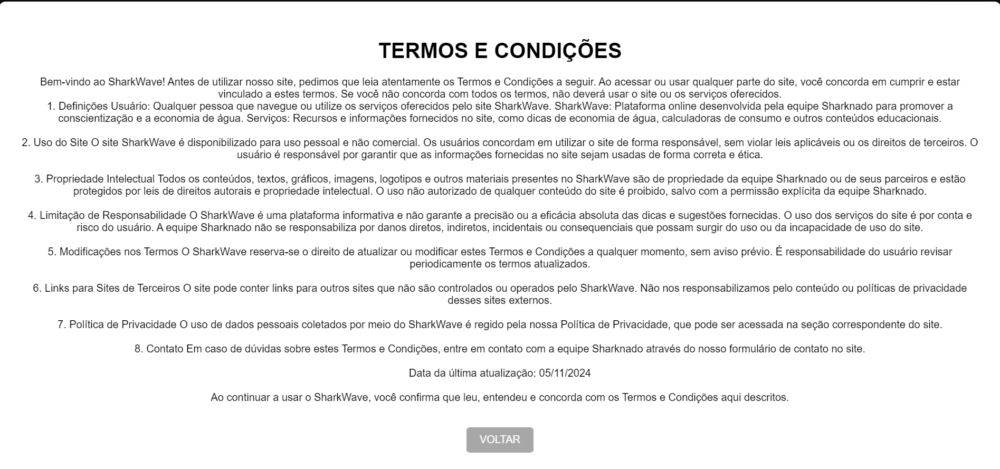 TERMOS E CONDIÇÕES
Bem-vindo ao SharkWave! Antes de utilizar nosso site, pedimos que leia atentamente os Termos e Condições a seguir. Ao acessar ou usar qualquer parte do site, você concorda em cumprir e estar
vinculado a estes termos. Se você não concorda com todos os termos, não deverá usar o site ou os serviços oferecidos.
1. Definições Usuário: Qualquer pessoa que navegue ou utilize os serviços oferecidos pelo site SharkWave. SharkWave: Plataforma online desenvolvida pela equipe Sharknado para promover a
conscientização e a economia de água. Serviços: Recursos e informações fornecidos no site, como dicas de economia de água, calculadoras de consumo e outros conteúdos educacionais.
2. Uso do Site O site SharkWave é disponibilizado para uso pessoal e não comercial. Os usuários concordam em utilizar o site de forma responsável, sem violar leis aplicáveis ou os direitos de terceiros. O
usuário é responsável por garantir que as informações fornecidas no site sejam usadas de forma correta e ética.
3. Propriedade Intelectual Todos os conteúdos, textos, gráficos, imagens, logotipos e outros materiais presentes no SharkWave são de propriedade da equipe Sharknado ou de seus parceiros e estão
protegidos por leis de direitos autorais e propriedade intelectual. O uso não autorizado de qualquer conteúdo do site é proibido, salvo com a permissão explícita da equipe Sharknado.
4. Limitação de Responsabilidade O SharkWave é uma plataforma informativa e não garante a precisão ou a eficácia absoluta das dicas e sugestões fornecidas. O uso dos serviços do site é por conta e
risco do usuário. A equipe Sharknado não se responsabiliza por danos diretos, indiretos, incidentais ou consequenciais que possam surgir do uso ou da incapacidade de uso do site.
5. Modificações nos Termos O SharkWave reserva-se o direito de atualizar ou modificar estes Termos e Condições a qualquer momento, sem aviso prévio. É responsabilidade do usuário revisar
periodicamente os termos atualizados.
6. Links para Sites de Terceiros O site pode conter links para outros sites que não são controlados ou operados pelo SharkWave. Não nos responsabilizamos pelo conteúdo ou políticas de privacidade
desses sites externos.
7. Política de Privacidade O uso de dados pessoais coletados por meio do SharkWave é regido pela nossa Política de Privacidade, que pode ser acessada na seção correspondente do site.
8. Contato Em caso de dúvidas sobre estes Termos e Condições, entre em contato com a equipe Sharknado através do nosso formulário de contato no site.
Data da última atualização: 05/11/2024
Ao continuar a usar o SharkWave, você confirma que leu, entendeu e concorda com os Termos e Condições aqui descritos.
VOLTAR